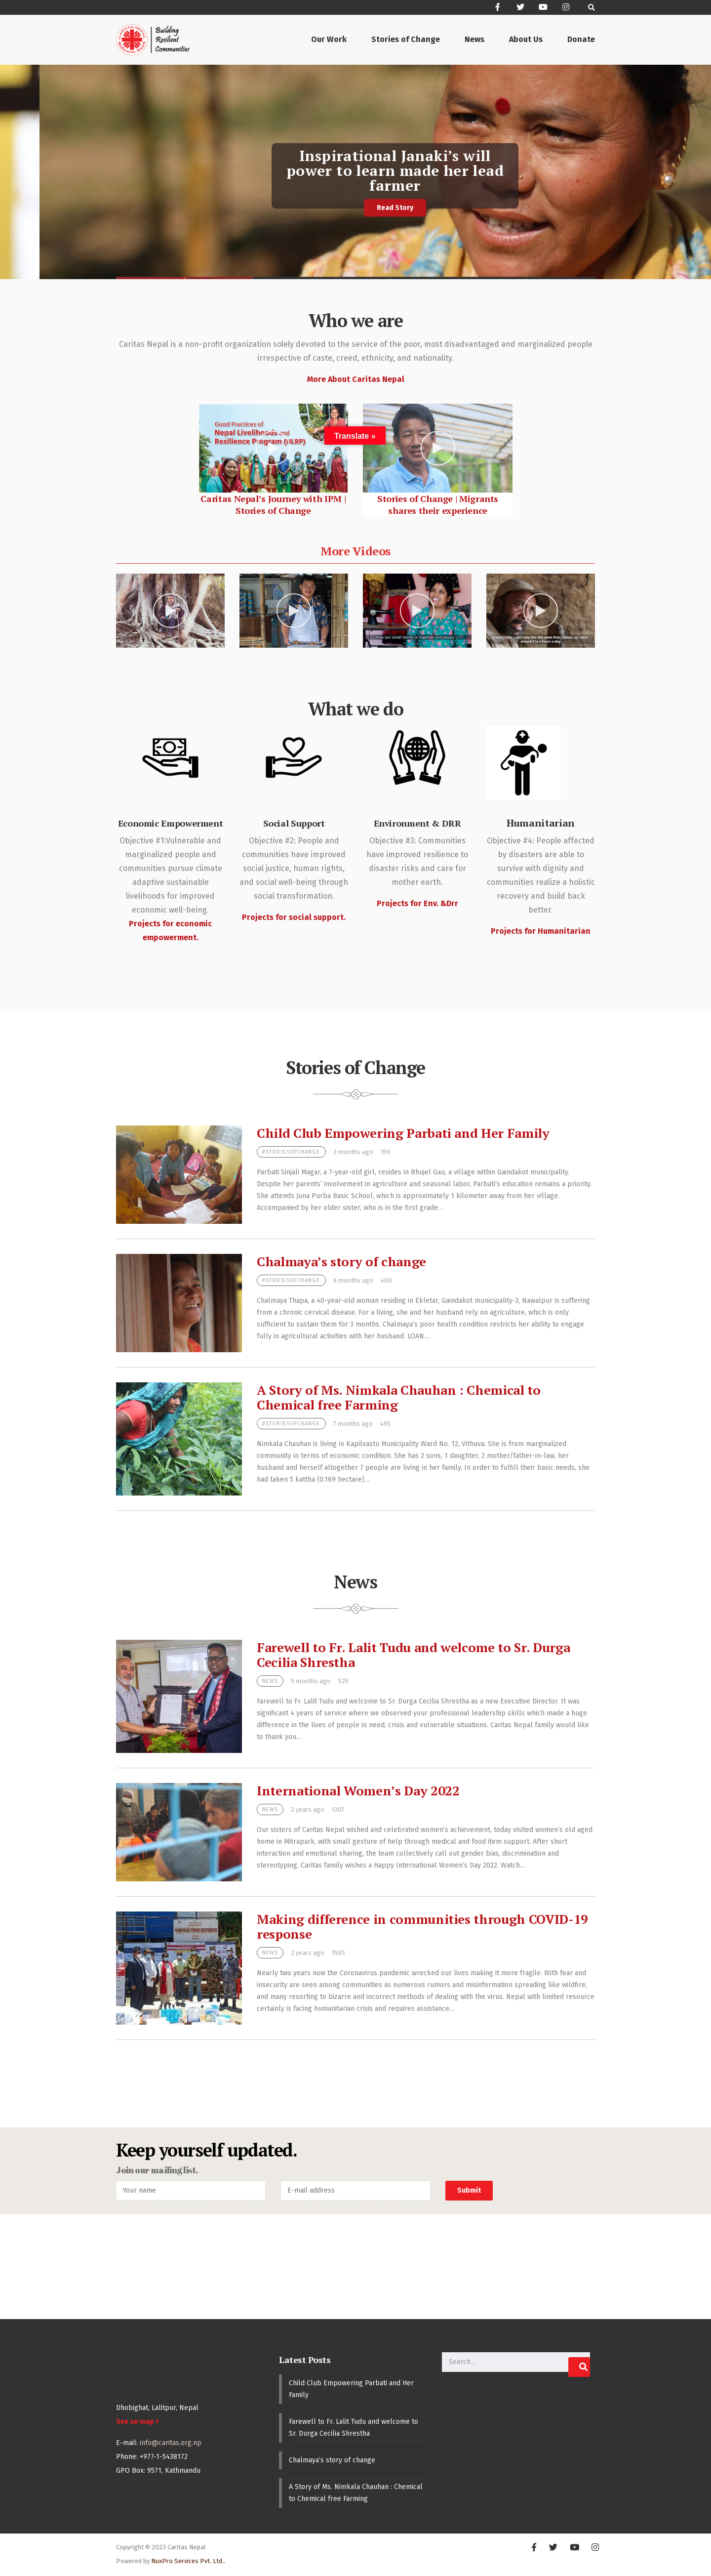 Building
Resilient
Communities
Our Work
Stories of Change
News
About Us
Donate
Inspirational Janaki’s will
power to learn made her lead
farmer
Read Story
Who we are
Caritas Nepal is a non-profit organization solely devoted to the service of the poor, most disadvantaged and marginalized people
irrespective of caste, creed, ethnicity, and nationality.
More About Caritas Nepal
Good Practices of
Nepal Livelihoods and
Resilience Program (NLRP)
Translate »
Caritas Nepal’s Journey with IPM |
Stories of Change
Stories of Change | Migrants
shares their experience
More Videos
What we do
Economic Empowerment
Objective #1:Vulnerable and
marginalized people and
communities pursue climate
adaptive sustainable
livelihoods for improved
economic well-being.
Projects for economic
empowerment.
Social Support
Objective #2: People and
communities have improved
social justice, human rights,
and social well-being through
social transformation.
Projects for social support.
Environment & DRR
Objective #3: Communities
have improved resilience to
disaster risks and care for
mother earth.
Projects for Env. &Drr
Humanitarian
Objective #4: People affected
by disasters are able to
survive with dignity and
communities realize a holistic
recovery and build back
better.
Projects for Humanitarian
Stories of Change
Child Club Empowering Parbati and Her Family
#STORIESOFCHANGE 2 months ago 159
Parbati Sinjali Magar, a 7-year-old girl, resides in Bhujel Gau, a village within Gaindakot municipality.
Despite her parents’ involvement in agriculture and seasonal labor, Parbati’s education remains a priority.
She attends Juna Purba Basic School, which is approximately 1 kilometer away from her village.
Accompanied by her older sister, who is in the first grade...
Chalmaya’s story of change
#STORIESOFCHANGE 6 months ago 400
Chalmaya Thapa, a 40-year-old woman residing in Ekletar, Gaindakot municipality-3, Nawalpur is suffering
from a chronic cervical disease. For a living, she and her husband rely on agriculture, which is only
sufficient to sustain them for 3 months. Chalmaya’s poor health condition restricts her ability to engage
fully in agricultural activities with her husband. LOAN...
A Story of Ms. Nimkala Chauhan : Chemical to
Chemical free Farming
#STORIESOFCHANGE 7 months ago 495
Nimkala Chauhan is living in Kapilvastu Municipality Ward No. 12, Vithuva. She is from marginalized
community in terms of economic condition. She has 2 sons, 1 daughter, 2 mother/father-in-law, her
husband and herself altogether 7 people are living in her family. In order to fulfill their basic needs, she
had taken 5 kattha (0.169 hectare)...
News
Farewell to Fr. Lalit Tudu and welcome to Sr. Durga
Cecilia Shrestha
NEWS 5 months ago 525
Farewell to Fr. Lalit Tudu and welcome to Sr. Durga Cecilia Shrestha as a new Executive Director. It was
significant 4 years of service where we observed your professional leadership skills which made a huge
difference in the lives of people in need, crisis and vulnerable situations. Caritas Nepal family would like
to thank you...
International Women’s Day 2022
NEWS 2 years ago 1307
Our sisters of Caritas Nepal wished and celebrated women’s achievement, today visited women’s old aged
home in Mitrapark, with small gesture of help through medical and food item support. After short
interaction and emotional sharing, the team collectively call out gender bias, discrimination and
stereotyping. Caritas family wishes a Happy International Women’s Day 2022. Watch...
Making difference in communities through COVID-19
response
NEWS 2 years ago 1585
Nearly two years now the Coronavirus pandemic wrecked our lives making it more fragile. With fear and
insecurity are seen among communities as numerous rumors and misinformation spreading like wildfire,
and many resorting to bizarre and incorrect methods of dealing with the virus. Nepal with limited resource
certainly is facing humanitarian crisis and requires assistance...
Keep yourself updated.
Join our mailing list.
Your name
E-mail address
Submit
Dhobighat, Lalitpur, Nepal
See on map >
E-mail: info@caritas.org.np
Phone: +977-1-5438172
GPO Box: 9571, Kathmandu
Latest Posts
Child Club Empowering Parbati and Her
Family
Farewell to Fr. Lalit Tudu and welcome to
Sr. Durga Cecilia Shrestha
Chalmaya’s story of change
A Story of Ms. Nimkala Chauhan : Chemical
to Chemical free Farming
Search...
Copyright © 2023 Caritas Nepal
Powered by NuxPro Services Pvt. Ltd..